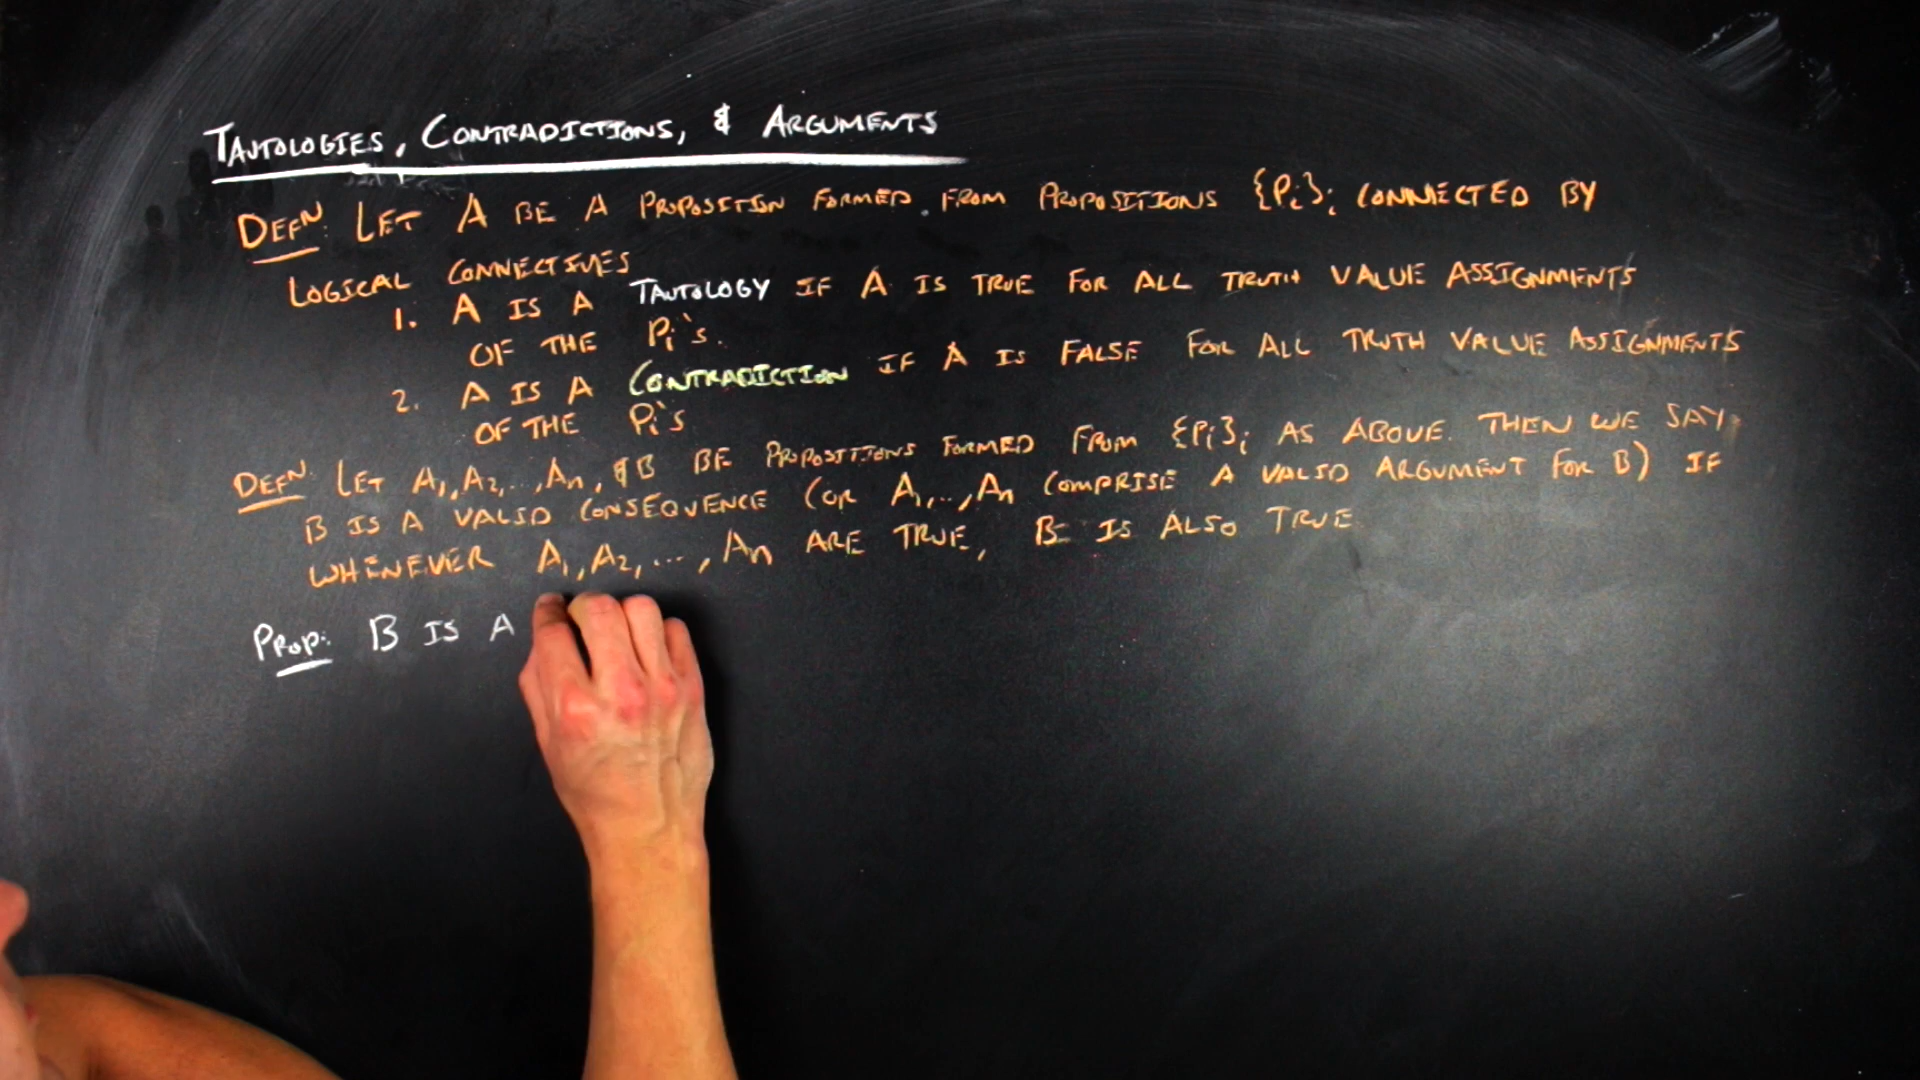 TAUTOLOGIES, CONTRADICTIONS, & ARGUMENTS
DEFN: LET A BE A PROPOSITION FORMED FROM PROPOSITIONS {Pi}i CONNECTED BY
LOGICAL CONNECTIVES
1. A IS A TAUTOLOGY IF A IS TRUE FOR ALL TRUTH VALUE ASSIGNMENTS
OF THE Pi's.
2. A IS A CONTRADICTION IF A IS FALSE FOR ALL TRUTH VALUE ASSIGNMENTS
OF THE Pi's
DEFN: LET A1, A2, ..., An, & B BE PROPOSITIONS FORMED FROM {Pi}i AS ABOVE. THEN WE SAY
B IS A VALID CONSEQUENCE (OR A1, .., An COMPRISE A VALID ARGUMENT FOR B) IF
WHENEVER A1, A2, ..., An ARE TRUE, B IS ALSO TRUE
PROP: B IS A